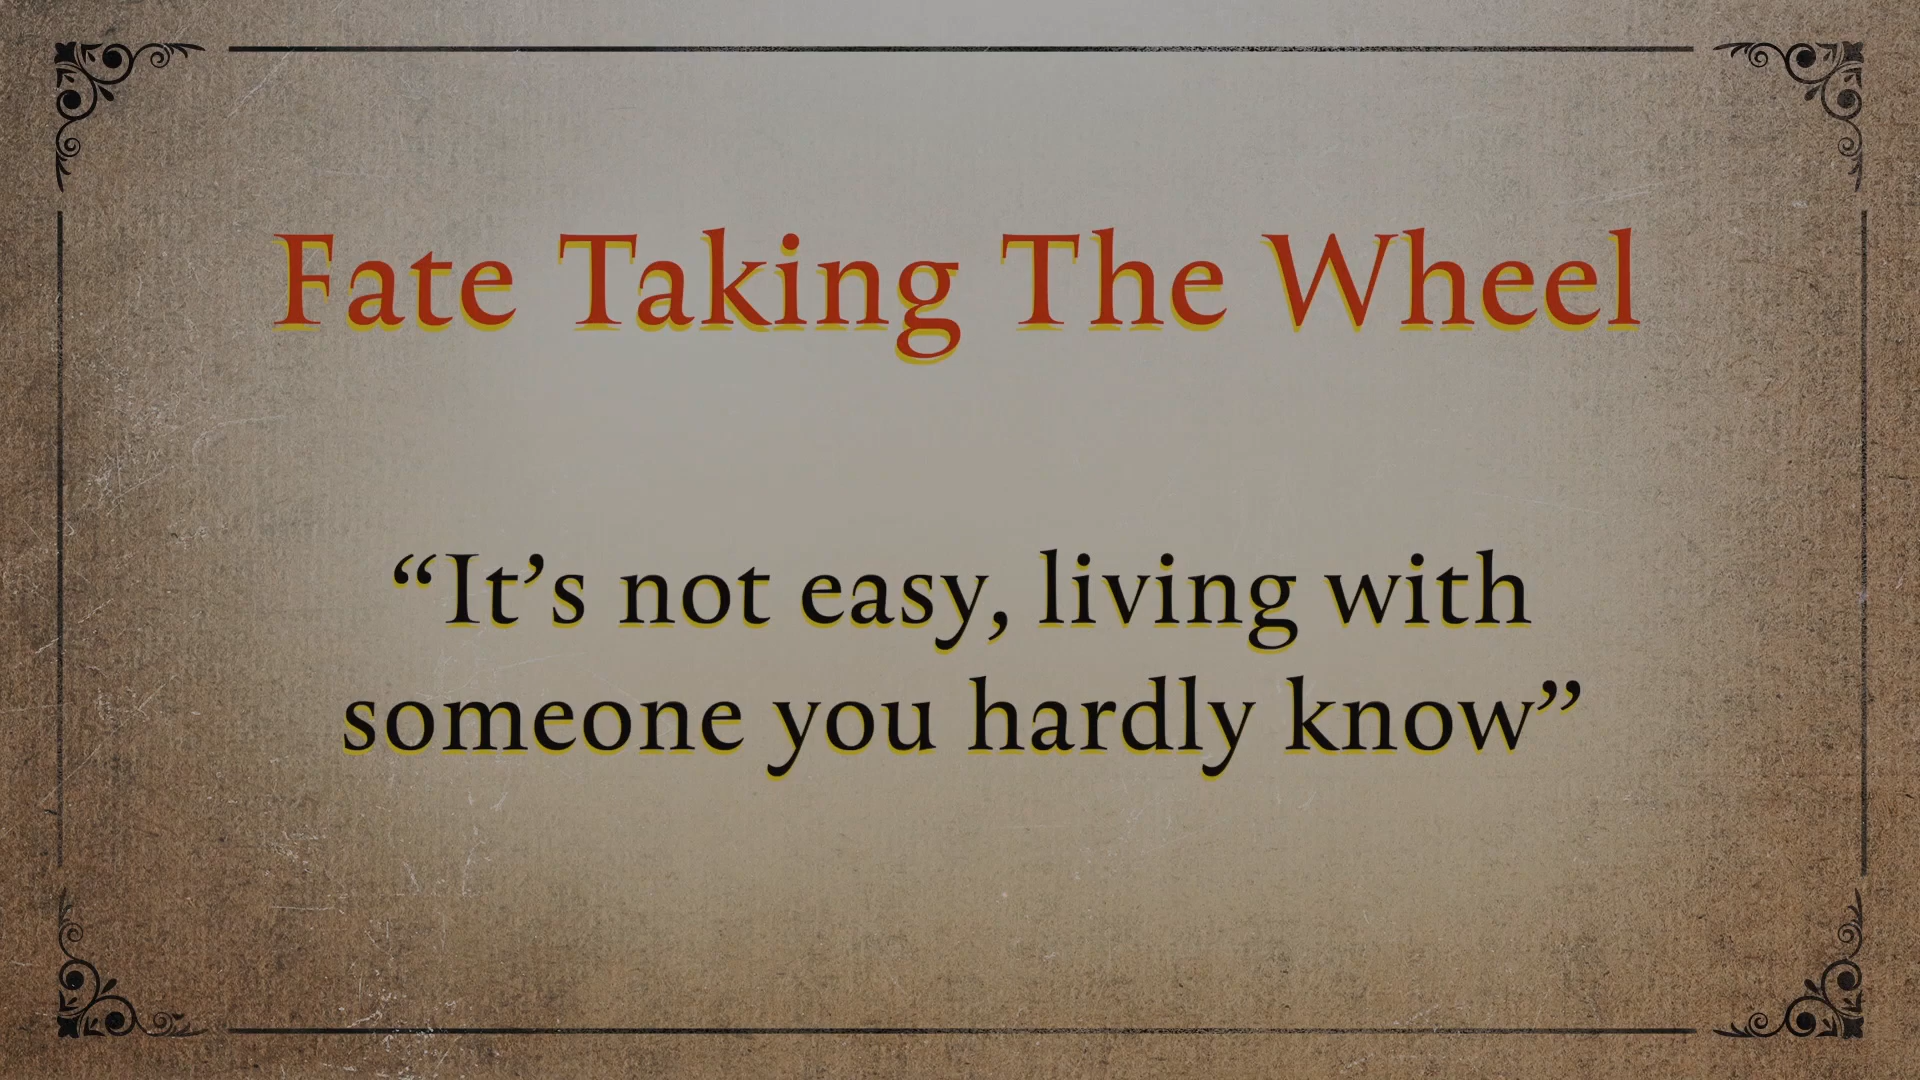 Fate Taking The Wheel
“It’s not easy, living with
someone you hardly know”